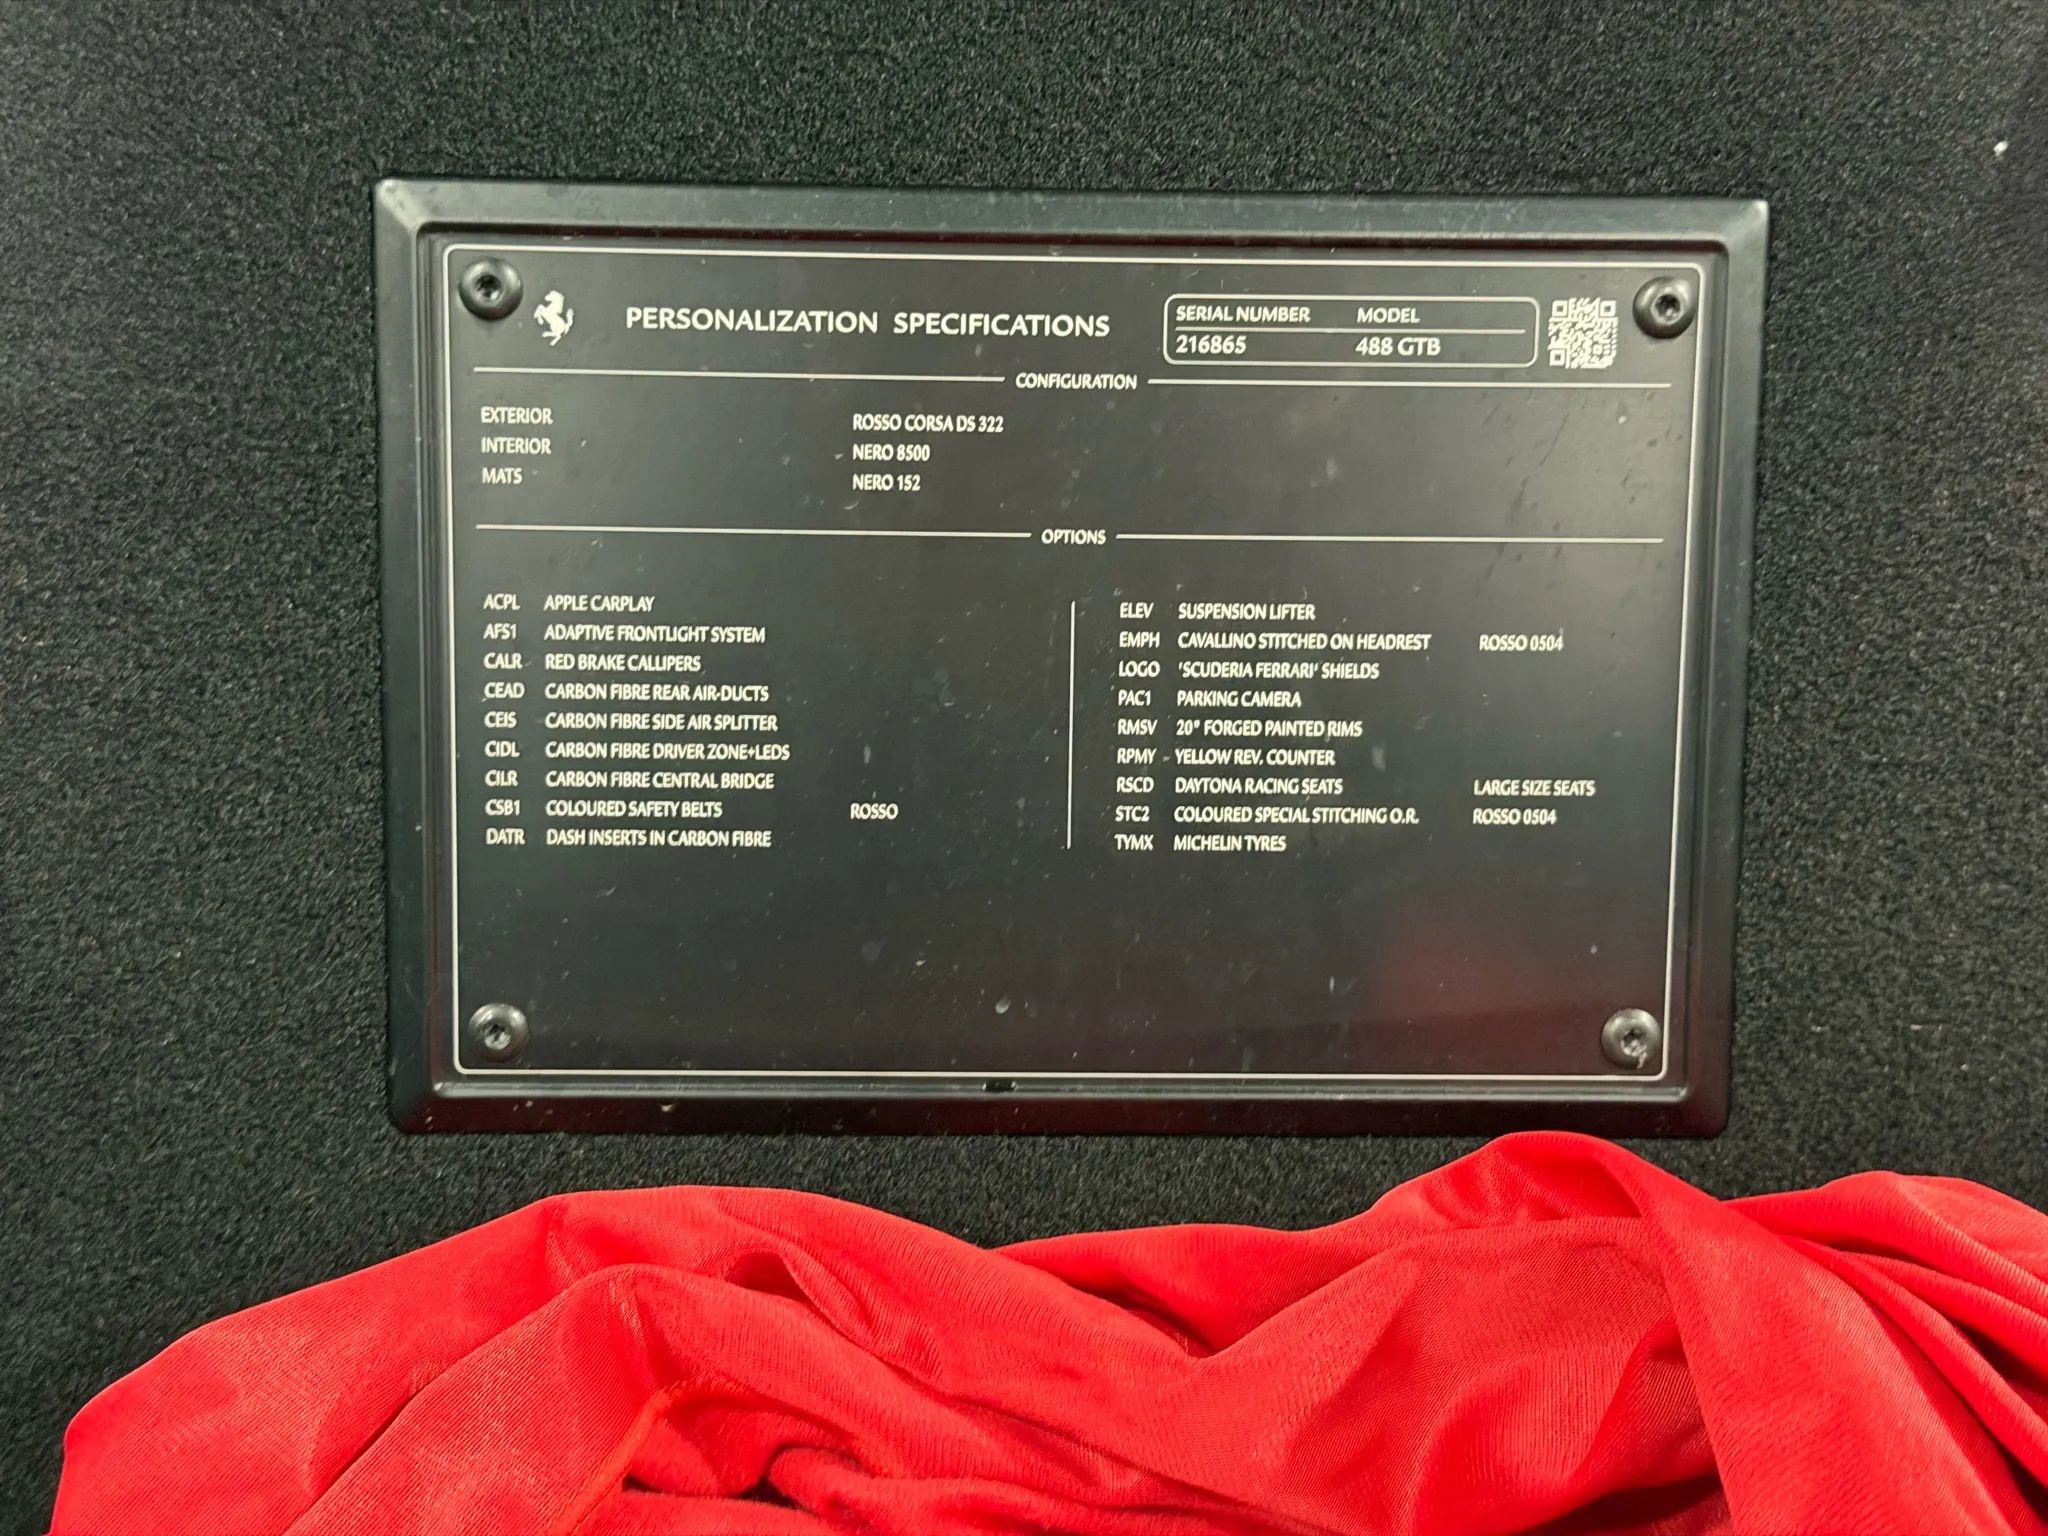 PERSONALIZATION SPECIFICATIONS
SERIAL NUMBER MODEL
216865 488 GTB
CONFIGURATION
EXTERIOR ROSSO CORSA DS 322
INTERIOR NERO 8500
MATS NERO 152
OPTIONS
ACPL APPLE CARPLAY
AFS1 ADAPTIVE FRONTLIGHT SYSTEM
CALR RED BRAKE CALLIPERS
CEAD CARBON FIBRE REAR AIR-DUCTS
CEIS CARBON FIBRE SIDE AIR SPLITTER
CIDL CARBON FIBRE DRIVER ZONE+LEDS
CILR CARBON FIBRE CENTRAL BRIDGE
CSB1 COLOURED SAFETY BELTS ROSSO
DATR DASH INSERTS IN CARBON FIBRE
ELEV SUSPENSION LIFTER
EMPH CAVALLINO STITCHED ON HEADREST ROSSO 0504
LOGO 'SCUDERIA FERRARI' SHIELDS
PAC1 PARKING CAMERA
RMSV 20" FORGED PAINTED RIMS
RPMY YELLOW REV. COUNTER
RSCD DAYTONA RACING SEATS LARGE SIZE SEATS
STC2 COLOURED SPECIAL STITCHING O.R. ROSSO 0504
TYMX MICHELIN TYRES